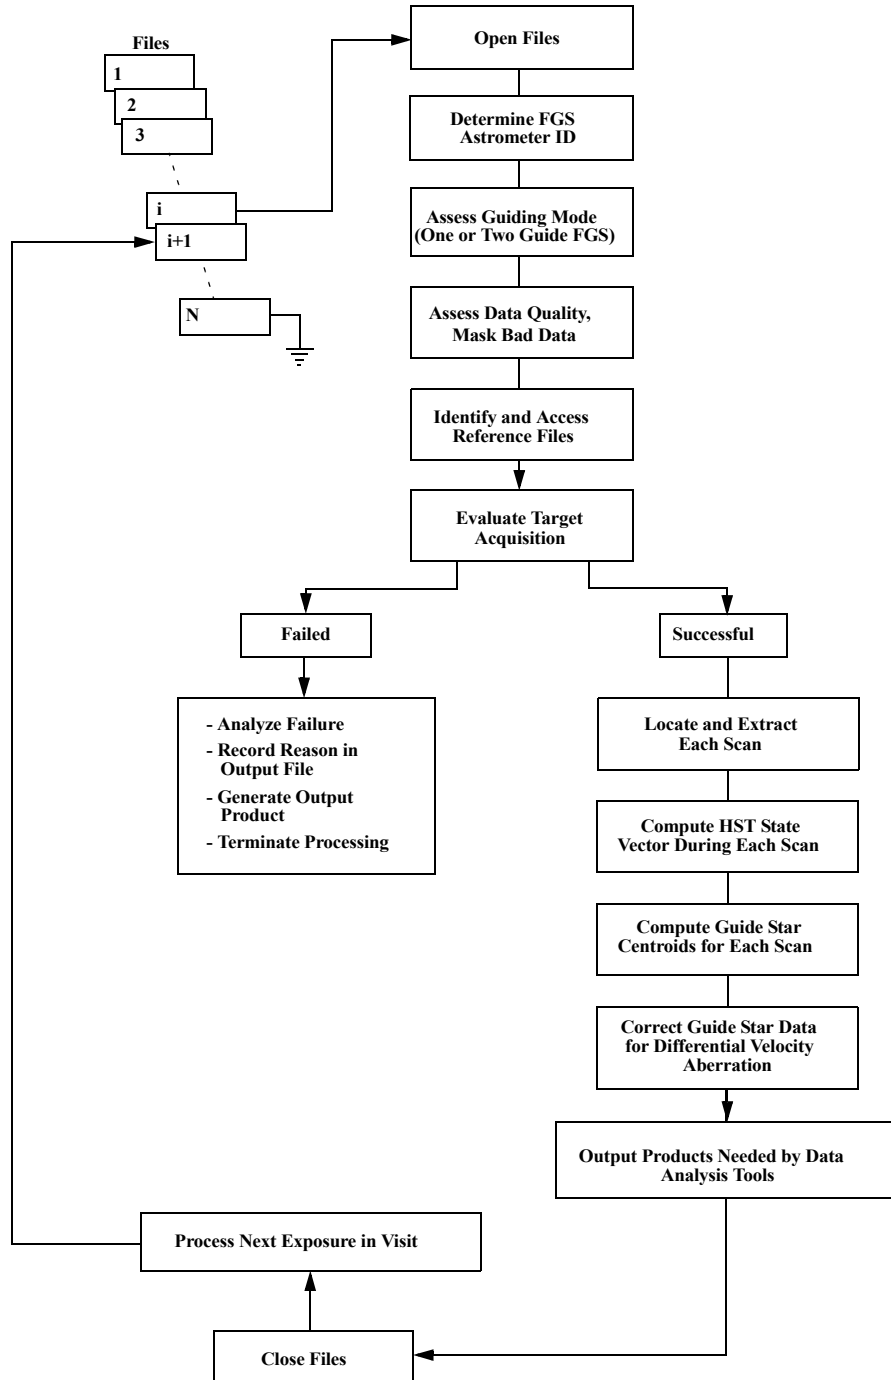 Files
1
2
3
i
i+1
N
Open Files
Determine FGS
Astrometer ID
Assess Guiding Mode
(One or Two Guide FGS)
Assess Data Quality,
Mask Bad Data
Identify and Access
Reference Files
Evaluate Target
Acquisition
Failed
- Analyze Failure
- Record Reason in
Output File
- Generate Output
Product
- Terminate Processing
Successful
Locate and Extract
Each Scan
Compute HST State
Vector During Each Scan
Compute Guide Star
Centroids for Each Scan
Correct Guide Star Data
for Differential Velocity
Aberration
Output Products Needed by Data
Analysis Tools
Process Next Exposure in Visit
Close Files